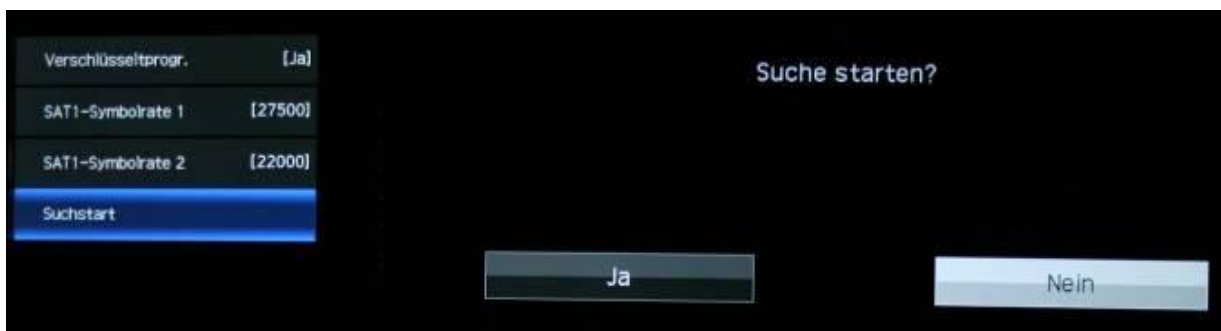 Verschlüsseltprogr. [Ja]
SAT1-Symbolrate 1 [27500]
SAT1-Symbolrate 2 [22000]
Suchstart
Suche starten?
Ja
Nein